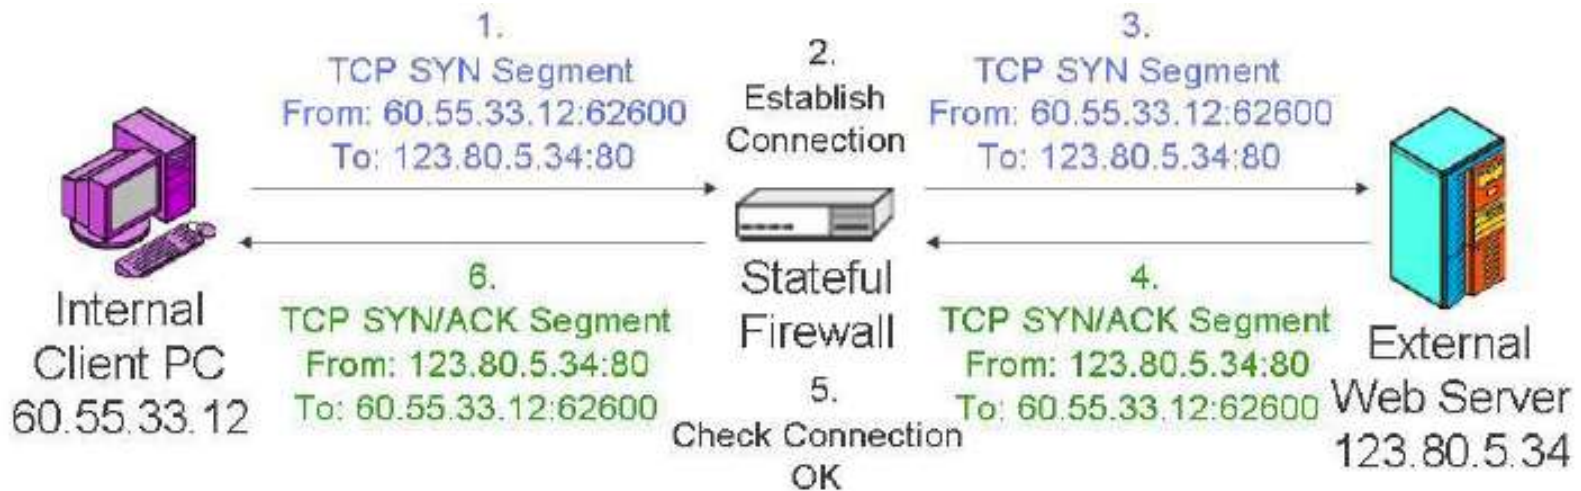 1.
TCP SYN Segment
From: 60.55.33.12:62600
To: 123.80.5.34:80
2.
Establish
Connection
3.
TCP SYN Segment
From: 60.55.33.12:62600
To: 123.80.5.34:80
Internal
Client PC
60.55.33.12
6.
TCP SYN/ACK Segment
From: 123.80.5.34:80
To: 60.55.33.12:62600
Stateful
Firewall
5.
Check Connection
OK
4.
TCP SYN/ACK Segment
From: 123.80.5.34:80
To: 60.55.33.12:62600
External
Web Server
123.80.5.34